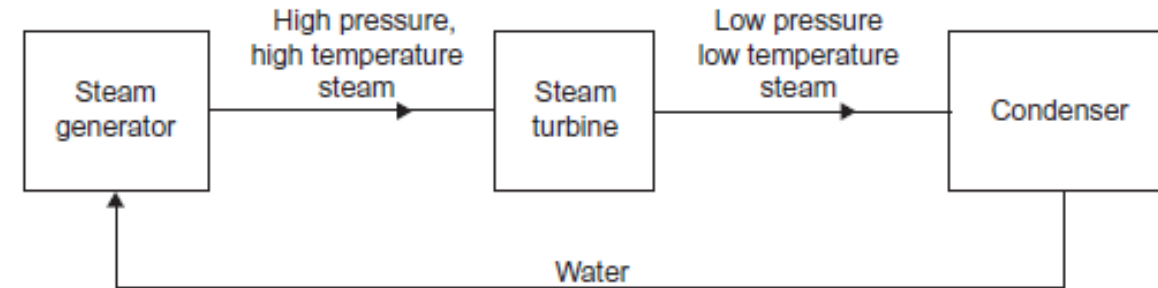 Steam
generator
High pressure,
high temperature
steam
Steam
turbine
Low pressure
low temperature
steam
Condenser
Water